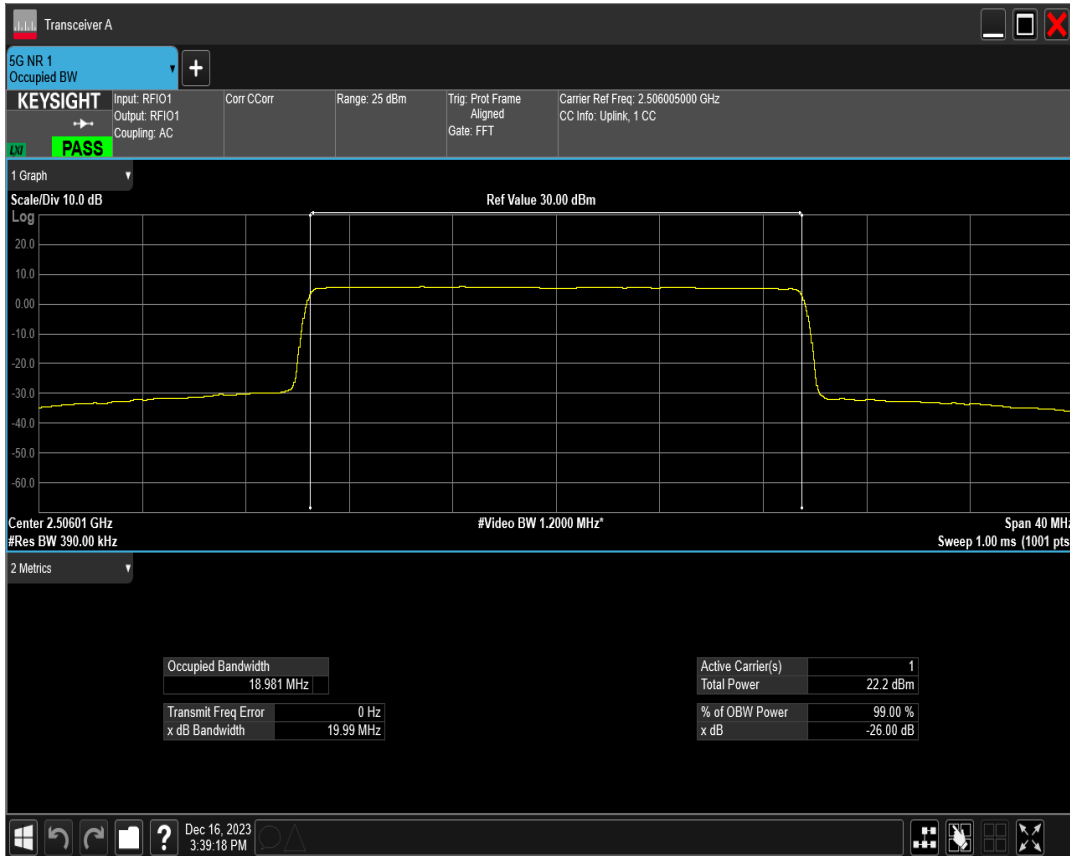 Transceiver A
5G NR 1
Occupied BW
KEYSIGHT
LXI
PASS
Input: RFIO1
Output: RFIO1
Coupling: AC
Corr CCorr
Range: 25 dBm
Trig: Prot Frame
Aligned
Gate: FFT
Carrier Ref Freq: 2.506005000 GHz
CC Info: Uplink, 1 CC
1 Graph
Scale/Div 10.0 dB
Ref Value 30.00 dBm
Log
20.0
10.0
0.00
-10.0
-20.0
-30.0
-40.0
-50.0
-60.0
Center 2.50601 GHz
#Video BW 1.2000 MHz*
Span 40 MHz
#Res BW 390.00 kHz
Sweep 1.00 ms (1001 pts
2 Metrics
Occupied Bandwidth
18.981 MHz
Transmit Freq Error 0 Hz
x dB Bandwidth 19.99 MHz
Active Carrier(s) 1
Total Power 22.2 dBm
% of OBW Power 99.00 %
x dB -26.00 dB
?
Dec 16, 2023
3:39:18 PM